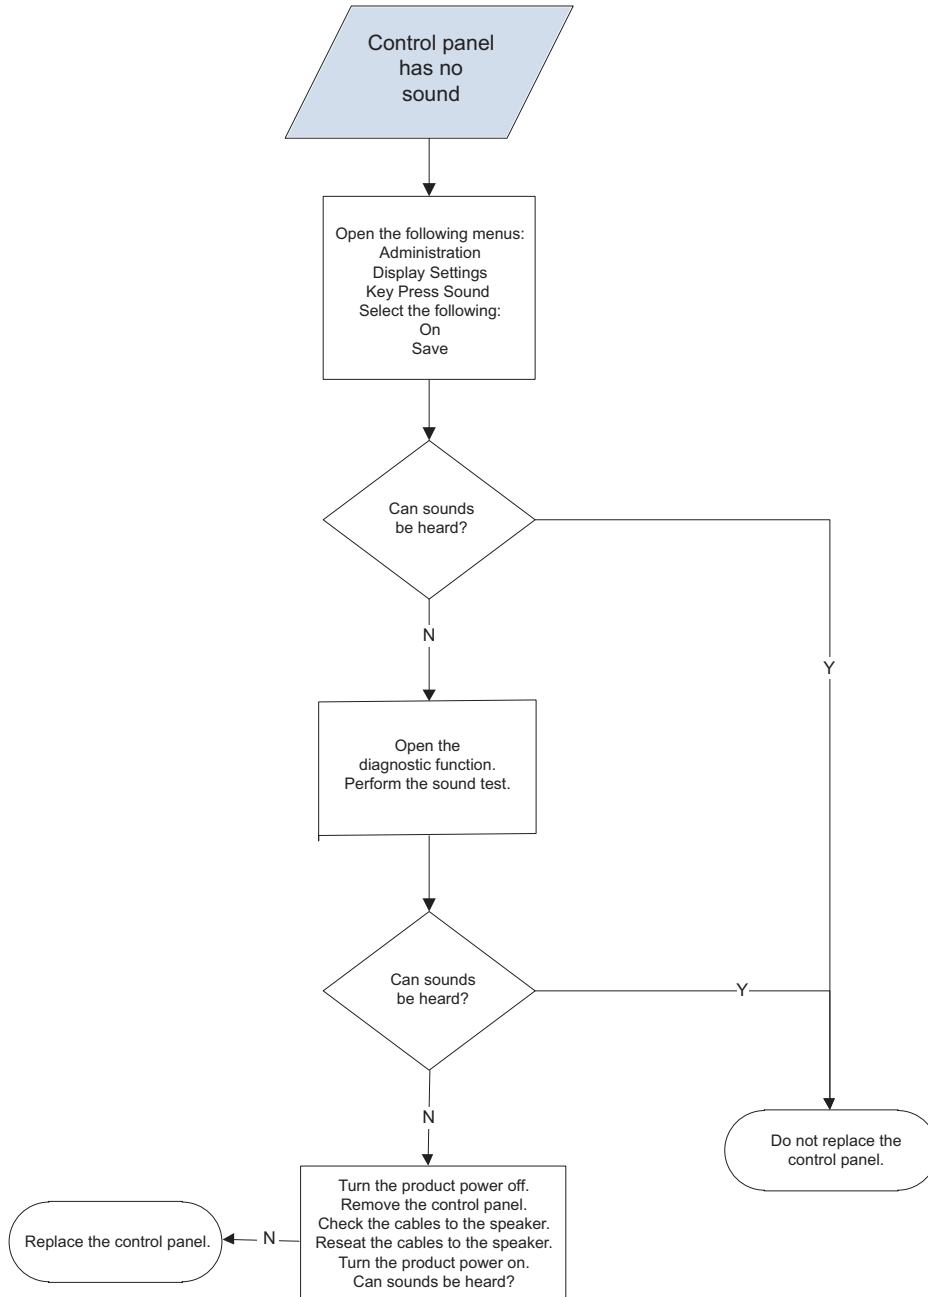 Control panel
has no
sound
Open the following menus:
Administration
Display Settings
Key Press Sound
Select the following:
On
Save
Can sounds
be heard?
N
Y
Open the
diagnostic function.
Perform the sound test.
Can sounds
be heard?
Y
N
Do not replace the
control panel.
Turn the product power off.
Remove the control panel.
Check the cables to the speaker.
Reseat the cables to the speaker.
Turn the product power on.
Can sounds be heard?
N
Replace the control panel.